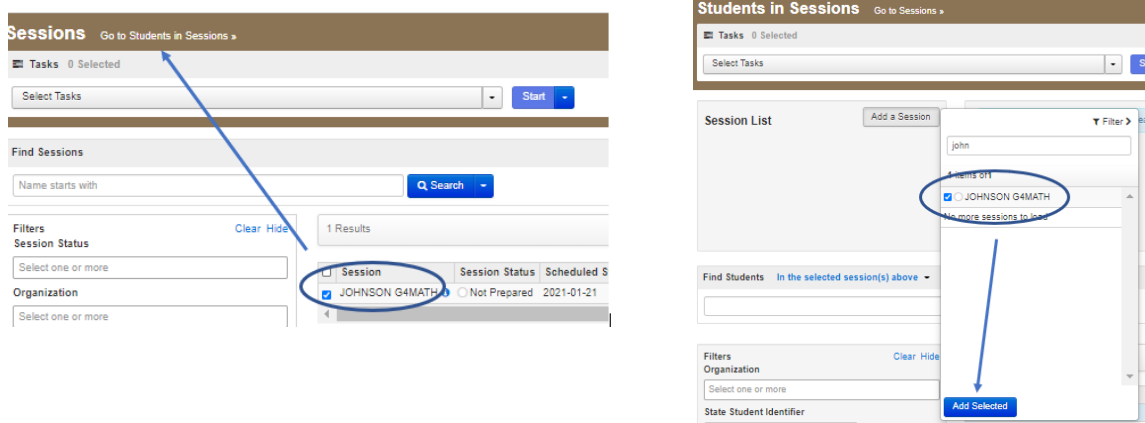 Sessions Go to Students in Sessions »
Tasks 0 Selected
Select Tasks
Start
Find Sessions
Name starts with
Search
Filters
Clear Hide
Session Status
Select one or more
Organization
Select one or more
1 Results
Session Session Status Scheduled S
JOHNSON G4MATH Not Prepared 2021-01-21
Students in Sessions Go to Sessions »
Tasks 0 Selected
Select Tasks
S
Session List
Add a Session
Filter
john
items of 1
JOHNSON G4MATH
No more sessions to load
Find Students In the selected session(s) above
Filters
Clear Hide
Organization
Select one or more
State Student Identifier
Add Selected